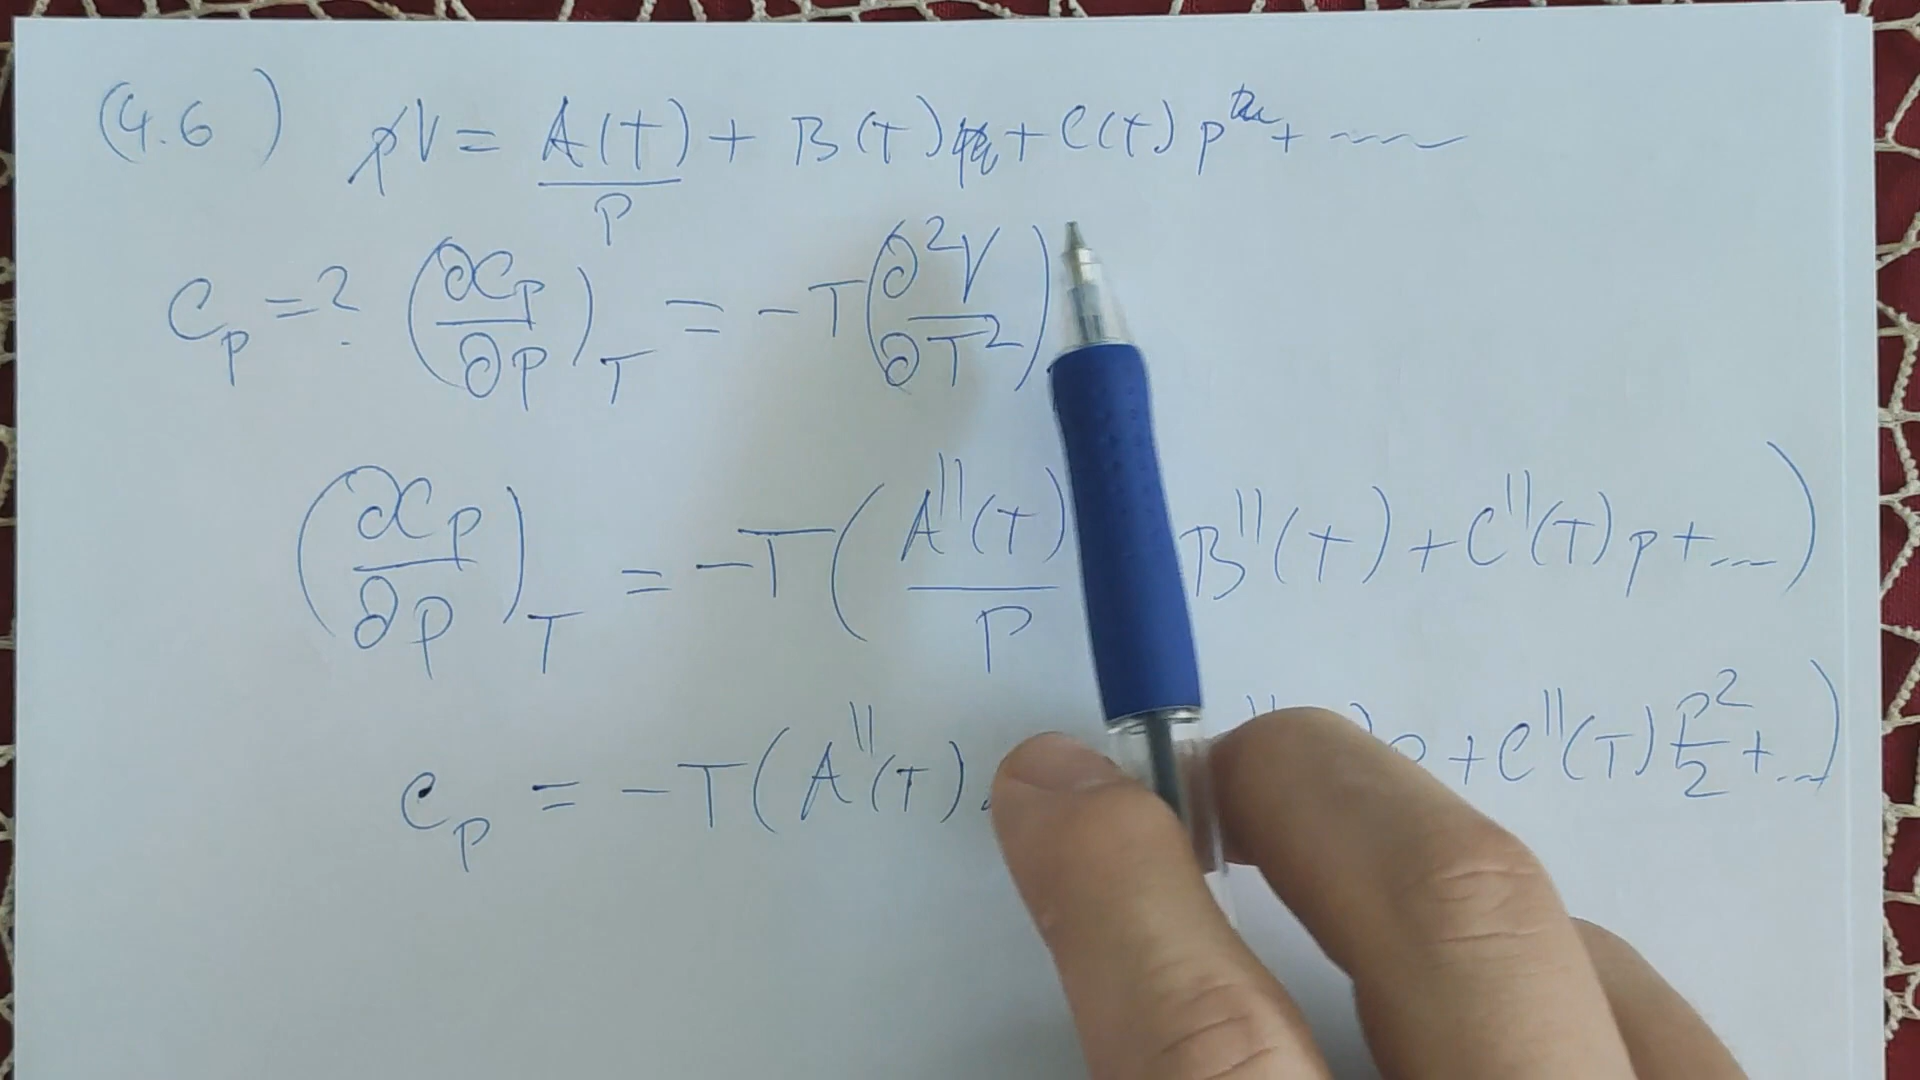 (4.6) pV = A(T)/P + B(T) + C(T) p + ....
Cp = ? (∂Cp/∂p)T = -T(∂²V/∂T²)
(∂Cp/∂p)T = -T(A''(T)/P B''(T) + C''(T) p + ...)
Cp = -T(A''(T) p + C''(T) P²/2 + ...)